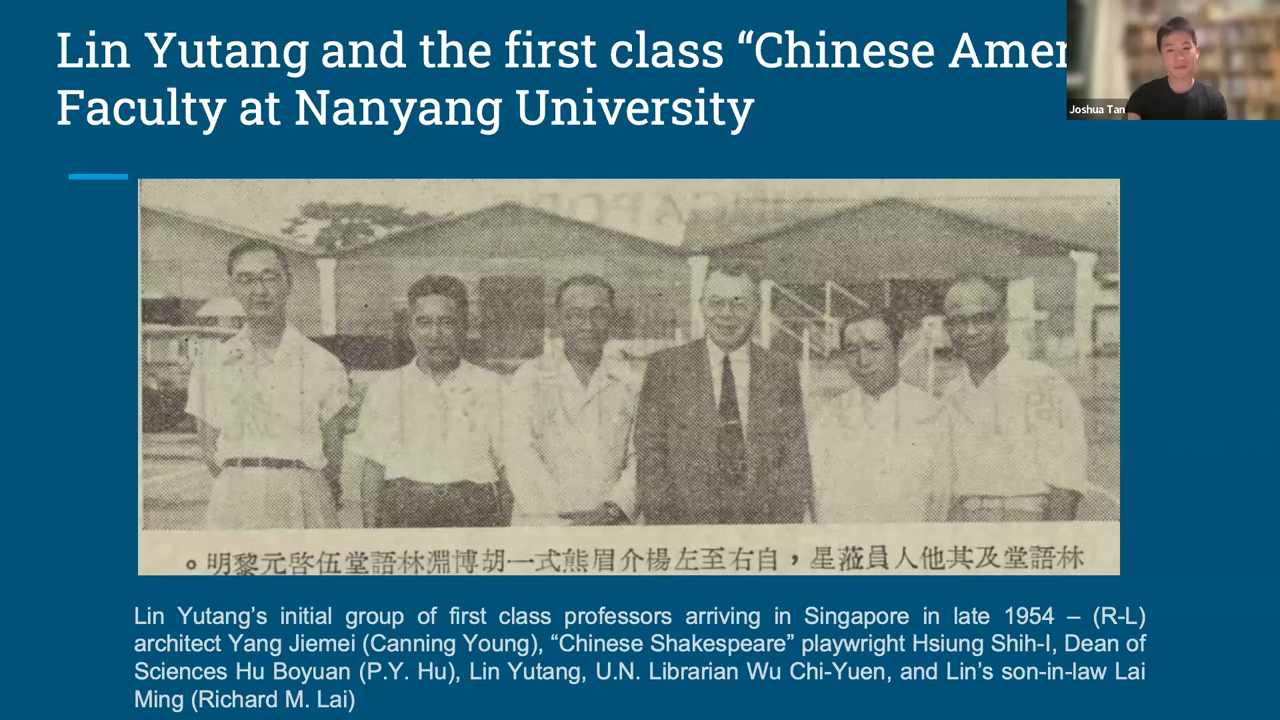 Lin Yutang and the first class “Chinese Amer
Faculty at Nanyang University
Joshua Tan
林語堂及其他人員蒞星，自右至左楊介眉熊式一胡博淵林語堂伍啓元黎明。
Lin Yutang’s initial group of first class professors arriving in Singapore in late 1954 – (R-L)
architect Yang Jiemei (Canning Young), “Chinese Shakespeare” playwright Hsiung Shih-I, Dean of
Sciences Hu Boyuan (P.Y. Hu), Lin Yutang, U.N. Librarian Wu Chi-Yuen, and Lin’s son-in-law Lai
Ming (Richard M. Lai)